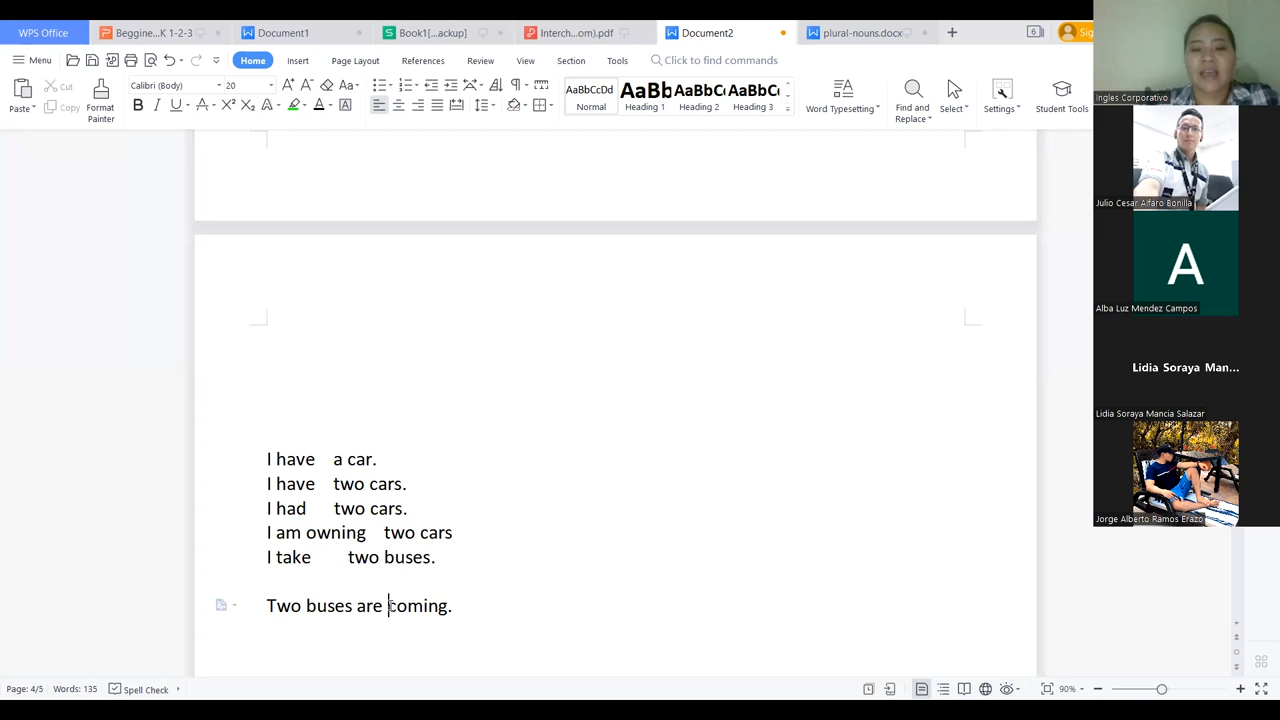 WPS Office
Beggine...K 1-2-3
Document1
Book1[...ackup]
Interch...om).pdf
Document2
plural-nouns.docx
6
Sig
Menu
Home
Insert
Page Layout
References
Review
View
Section
Tools
Click to find commands
Paste
Cut
Copy
Format Painter
Calibri (Body)
20
AaBbCcDd
Normal
AaBb
Heading 1
AaBbC
Heading 2
AaBbC
Heading 3
Word Typesetting
Find and Replace
Select
Settings
Student Tools
Ingles Corporativo
Julio Cesar Alfaro Bonilla
A
Alba Luz Mendez Campos
Lidia Soraya Man...
Lidia Soraya Mancia Salazar
Jorge Alberto Ramos Erazo
I have a car.
I have two cars.
I had two cars.
I am owning two cars
I take two buses.
Two buses are coming.
Page: 4/5
Words: 135
Spell Check
90%